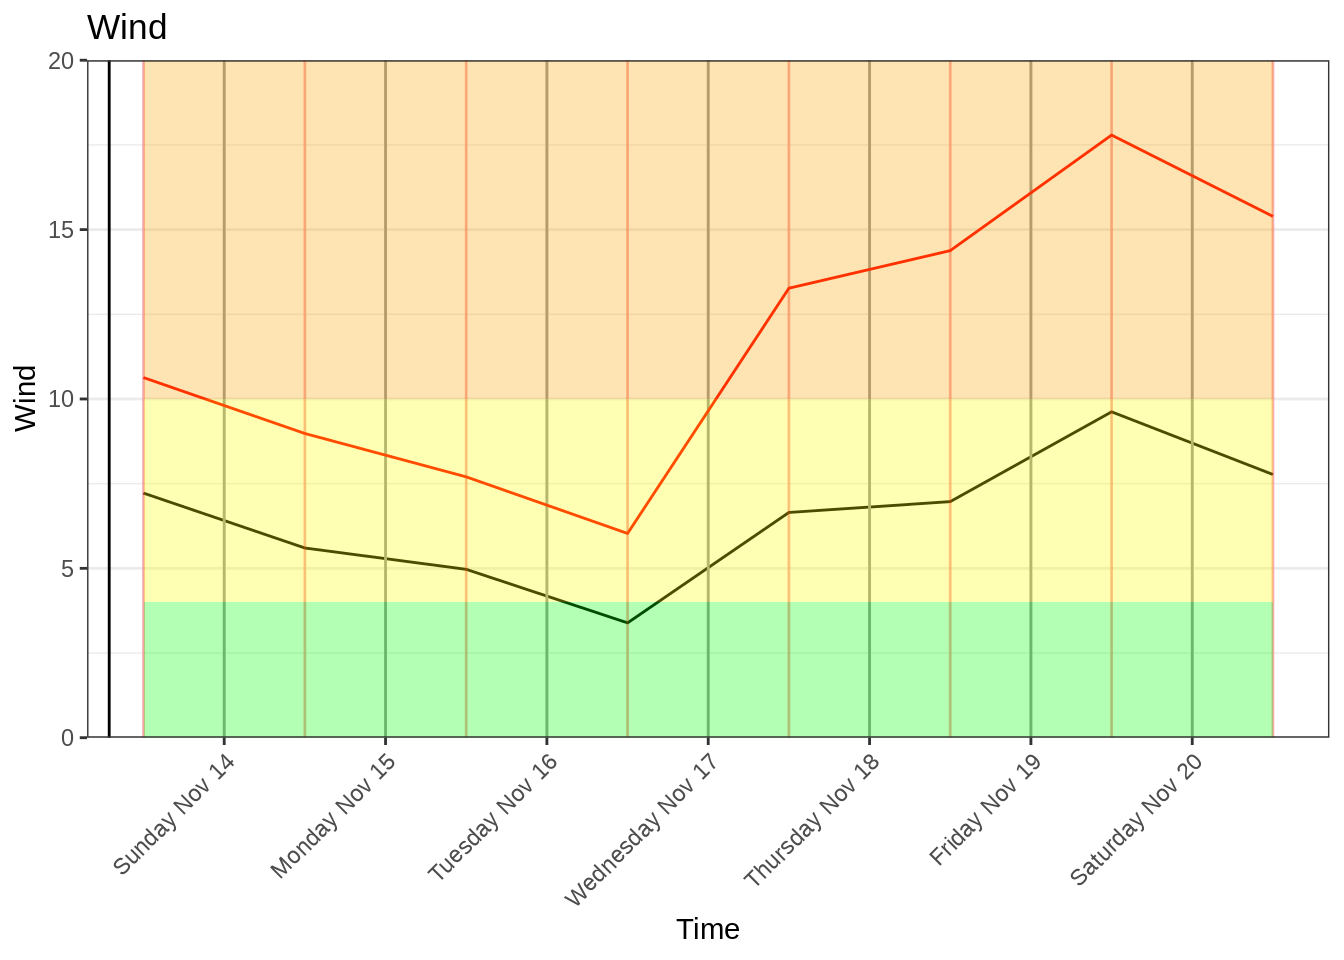 Wind
20
15
10
5
0
Wind
Sunday Nov 14
Monday Nov 15
Tuesday Nov 16
Wednesday Nov 17
Thursday Nov 18
Friday Nov 19
Saturday Nov 20
Time